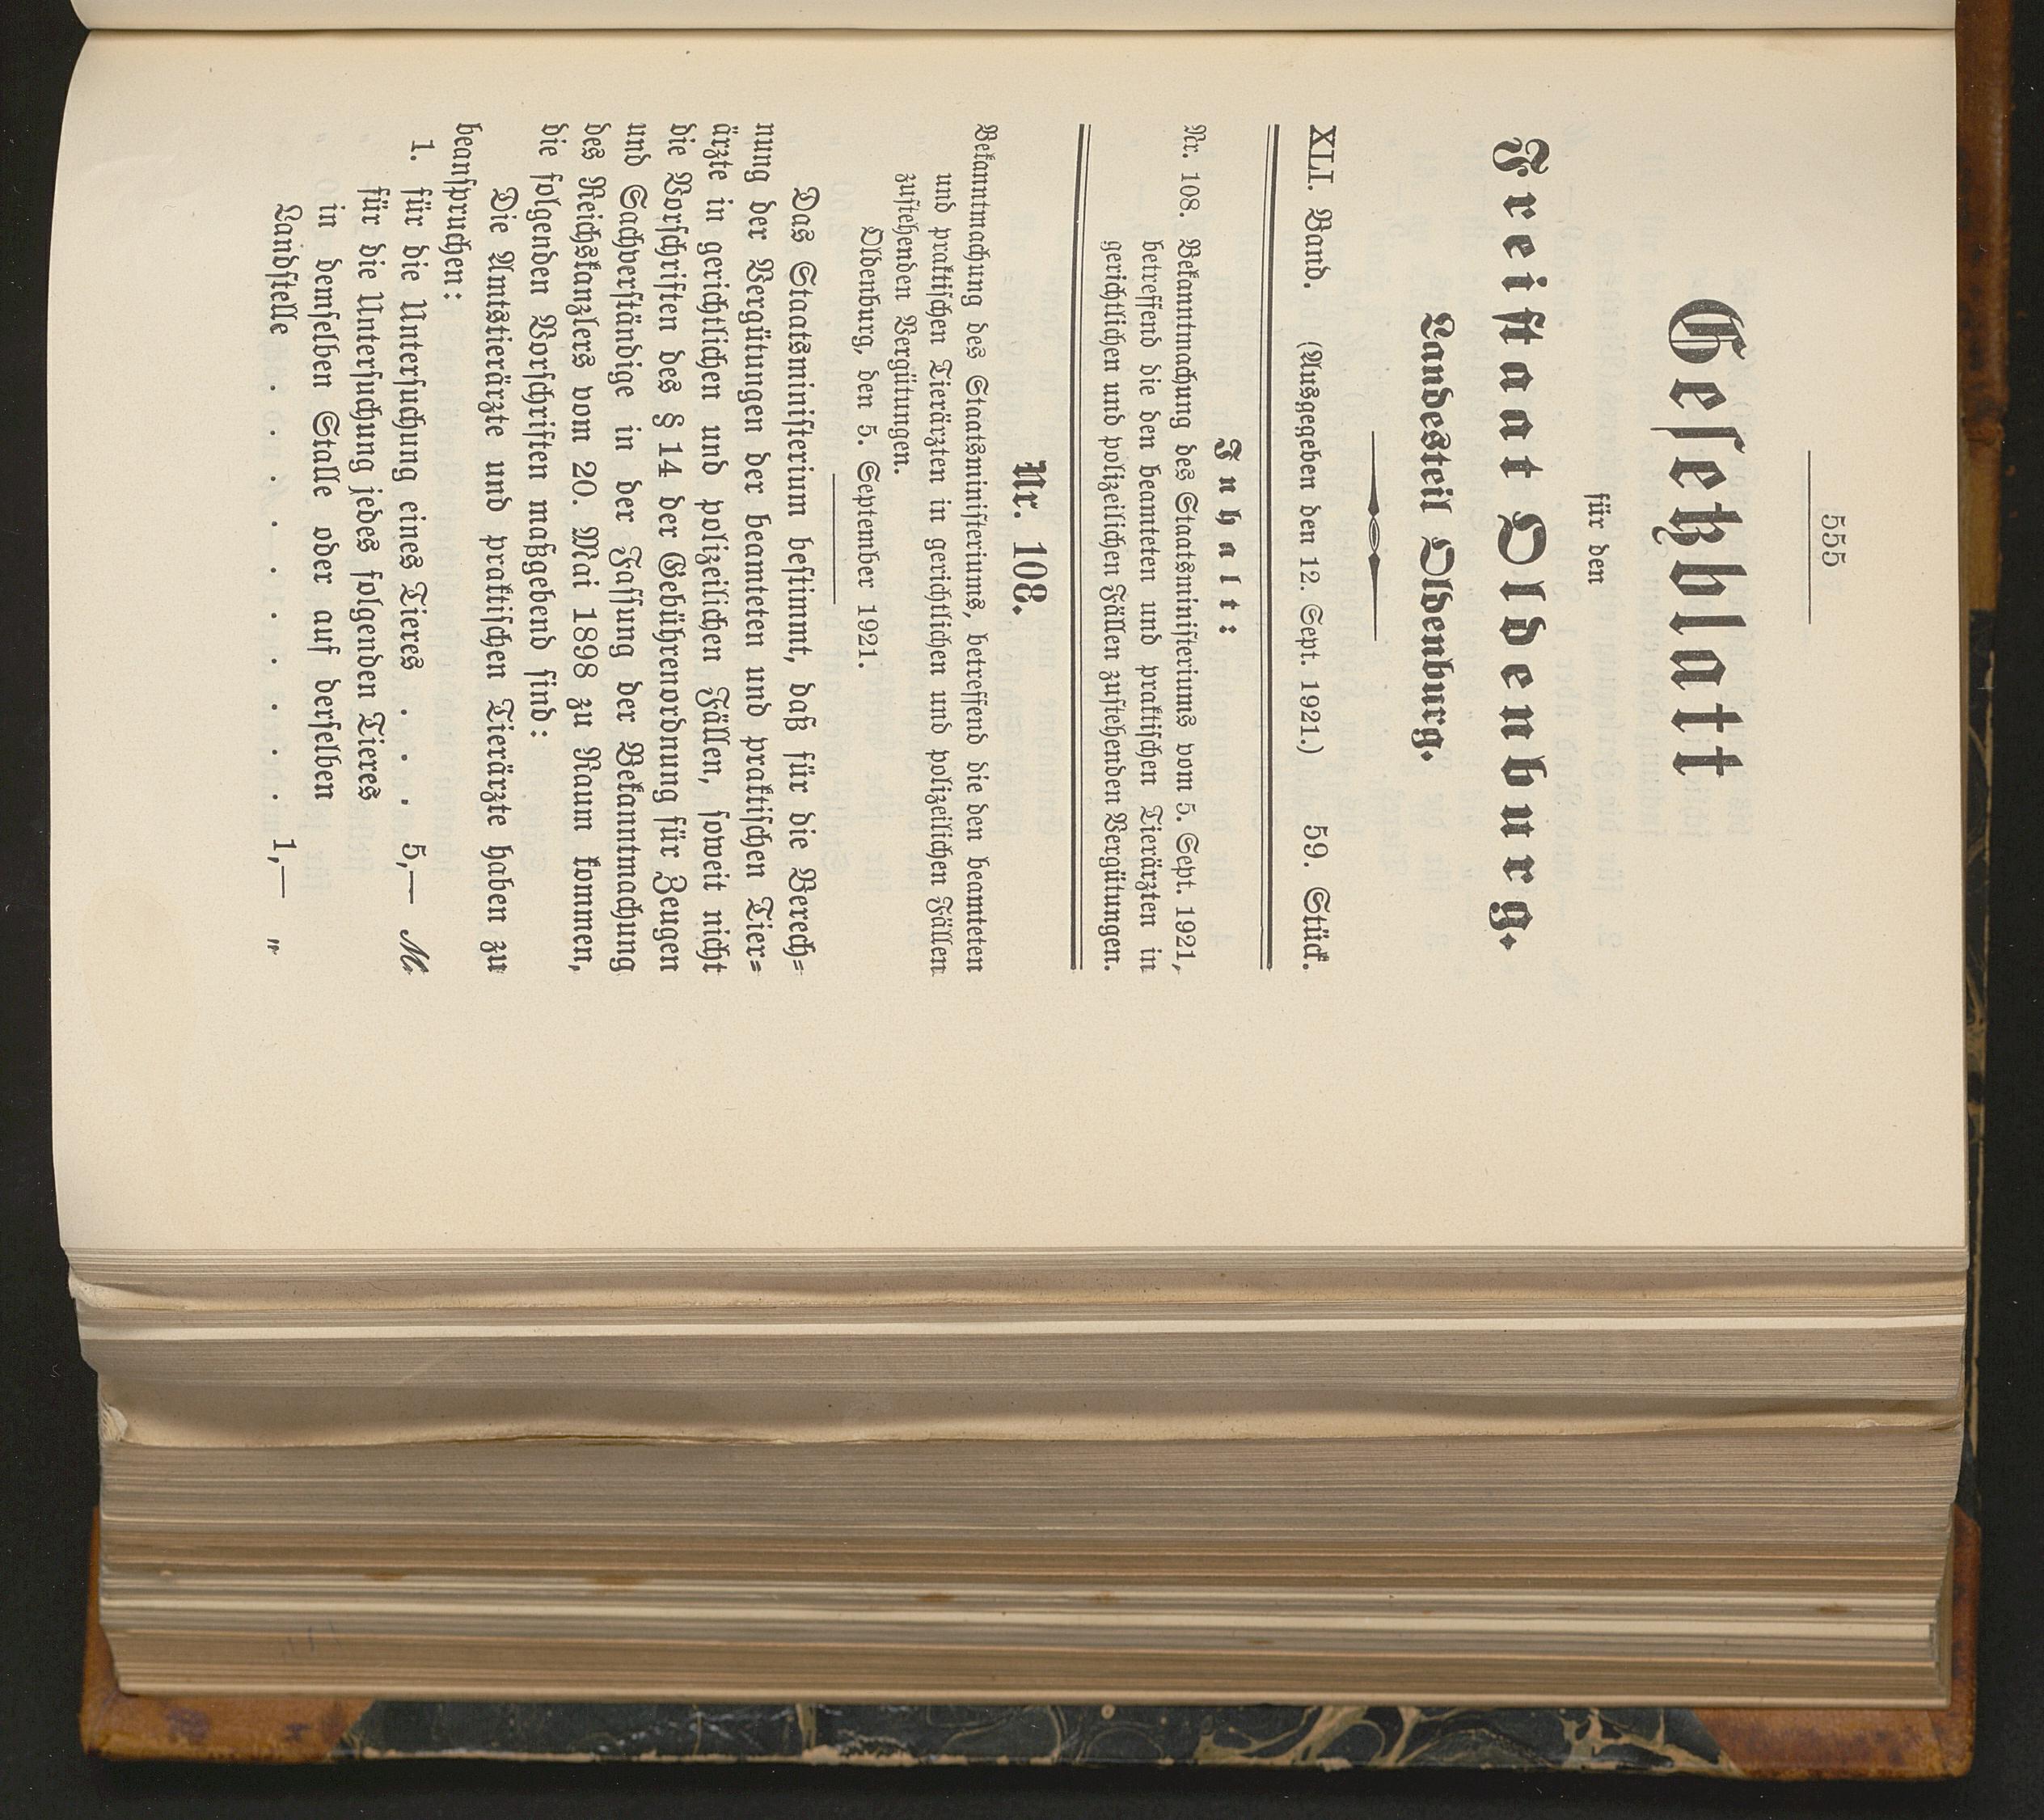 555
Gesetzblatt
für den
Freistaat Oldenburg.
Landesteil Oldenburg.
XLI. Band. (Ausgegeben den 12. Sept. 1921.) 59. Stück.
Inhalt:
Nr. 108. Bekanntmachung des Staatsministeriums vom 5. Sept. 1921,
betreffend die den beamteten und praktischen Tierärzten in
gerichtlichen und polizeilichen Fällen zustehenden Vergütungen.
Nr. 108.
Bekanntmachung des Staatsministeriums, betreffend die den beamteten
und praktischen Tierärzten in gerichtlichen und polizeilichen Fällen
zustehenden Vergütungen.
Oldenburg, den 5. September 1921.
Das Staatsministerium bestimmt, daß für die Berech=
nung der Vergütungen der beamteten und praktischen Tier=
ärzte in gerichtlichen und polizeilichen Fällen, soweit nicht
die Vorschriften des § 14 der Gebührenordnung für Zeugen
und Sachverständige in der Fassung der Bekanntmachung
des Reichskanzlers vom 20. Mai 1898 zu Raum kommen,
die folgenden Vorschriften maßgebend sind:
Die Amtstierärzte und praktischen Tierärzte haben zu
beanspruchen:
1. für die Untersuchung eines Tieres . . . 5,— ℳ
für die Untersuchung jedes folgenden Tieres
in demselben Stalle oder auf derselben
Landstelle . . . . . . . . . . 1,— "